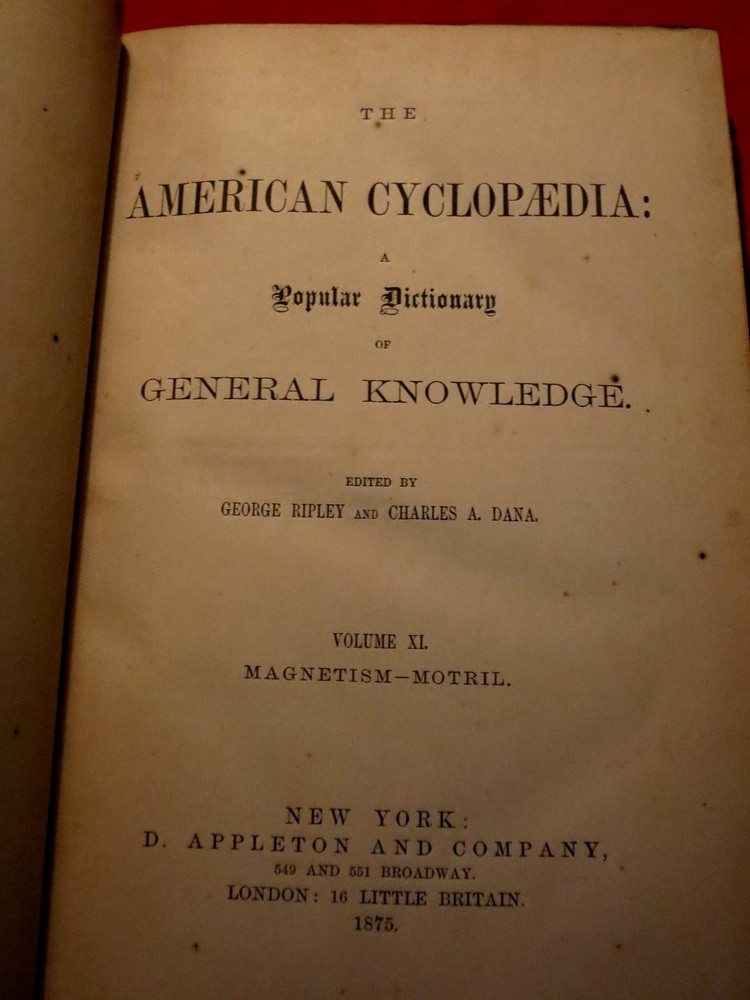 THE
AMERICAN CYCLOPÆDIA:
A
Popular Dictionary
OF
GENERAL KNOWLEDGE.
EDITED BY
GEORGE RIPLEY AND CHARLES A. DANA.
VOLUME XI.
MAGNETISM–MOTRIL.
NEW YORK:
D. APPLETON AND COMPANY,
549 AND 551 BROADWAY.
LONDON: 16 LITTLE BRITAIN.
1875.